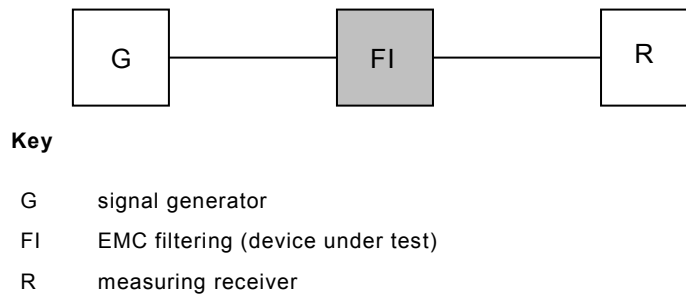 G FI R
Key
G signal generator
FI EMC filtering (device under test)
R measuring receiver